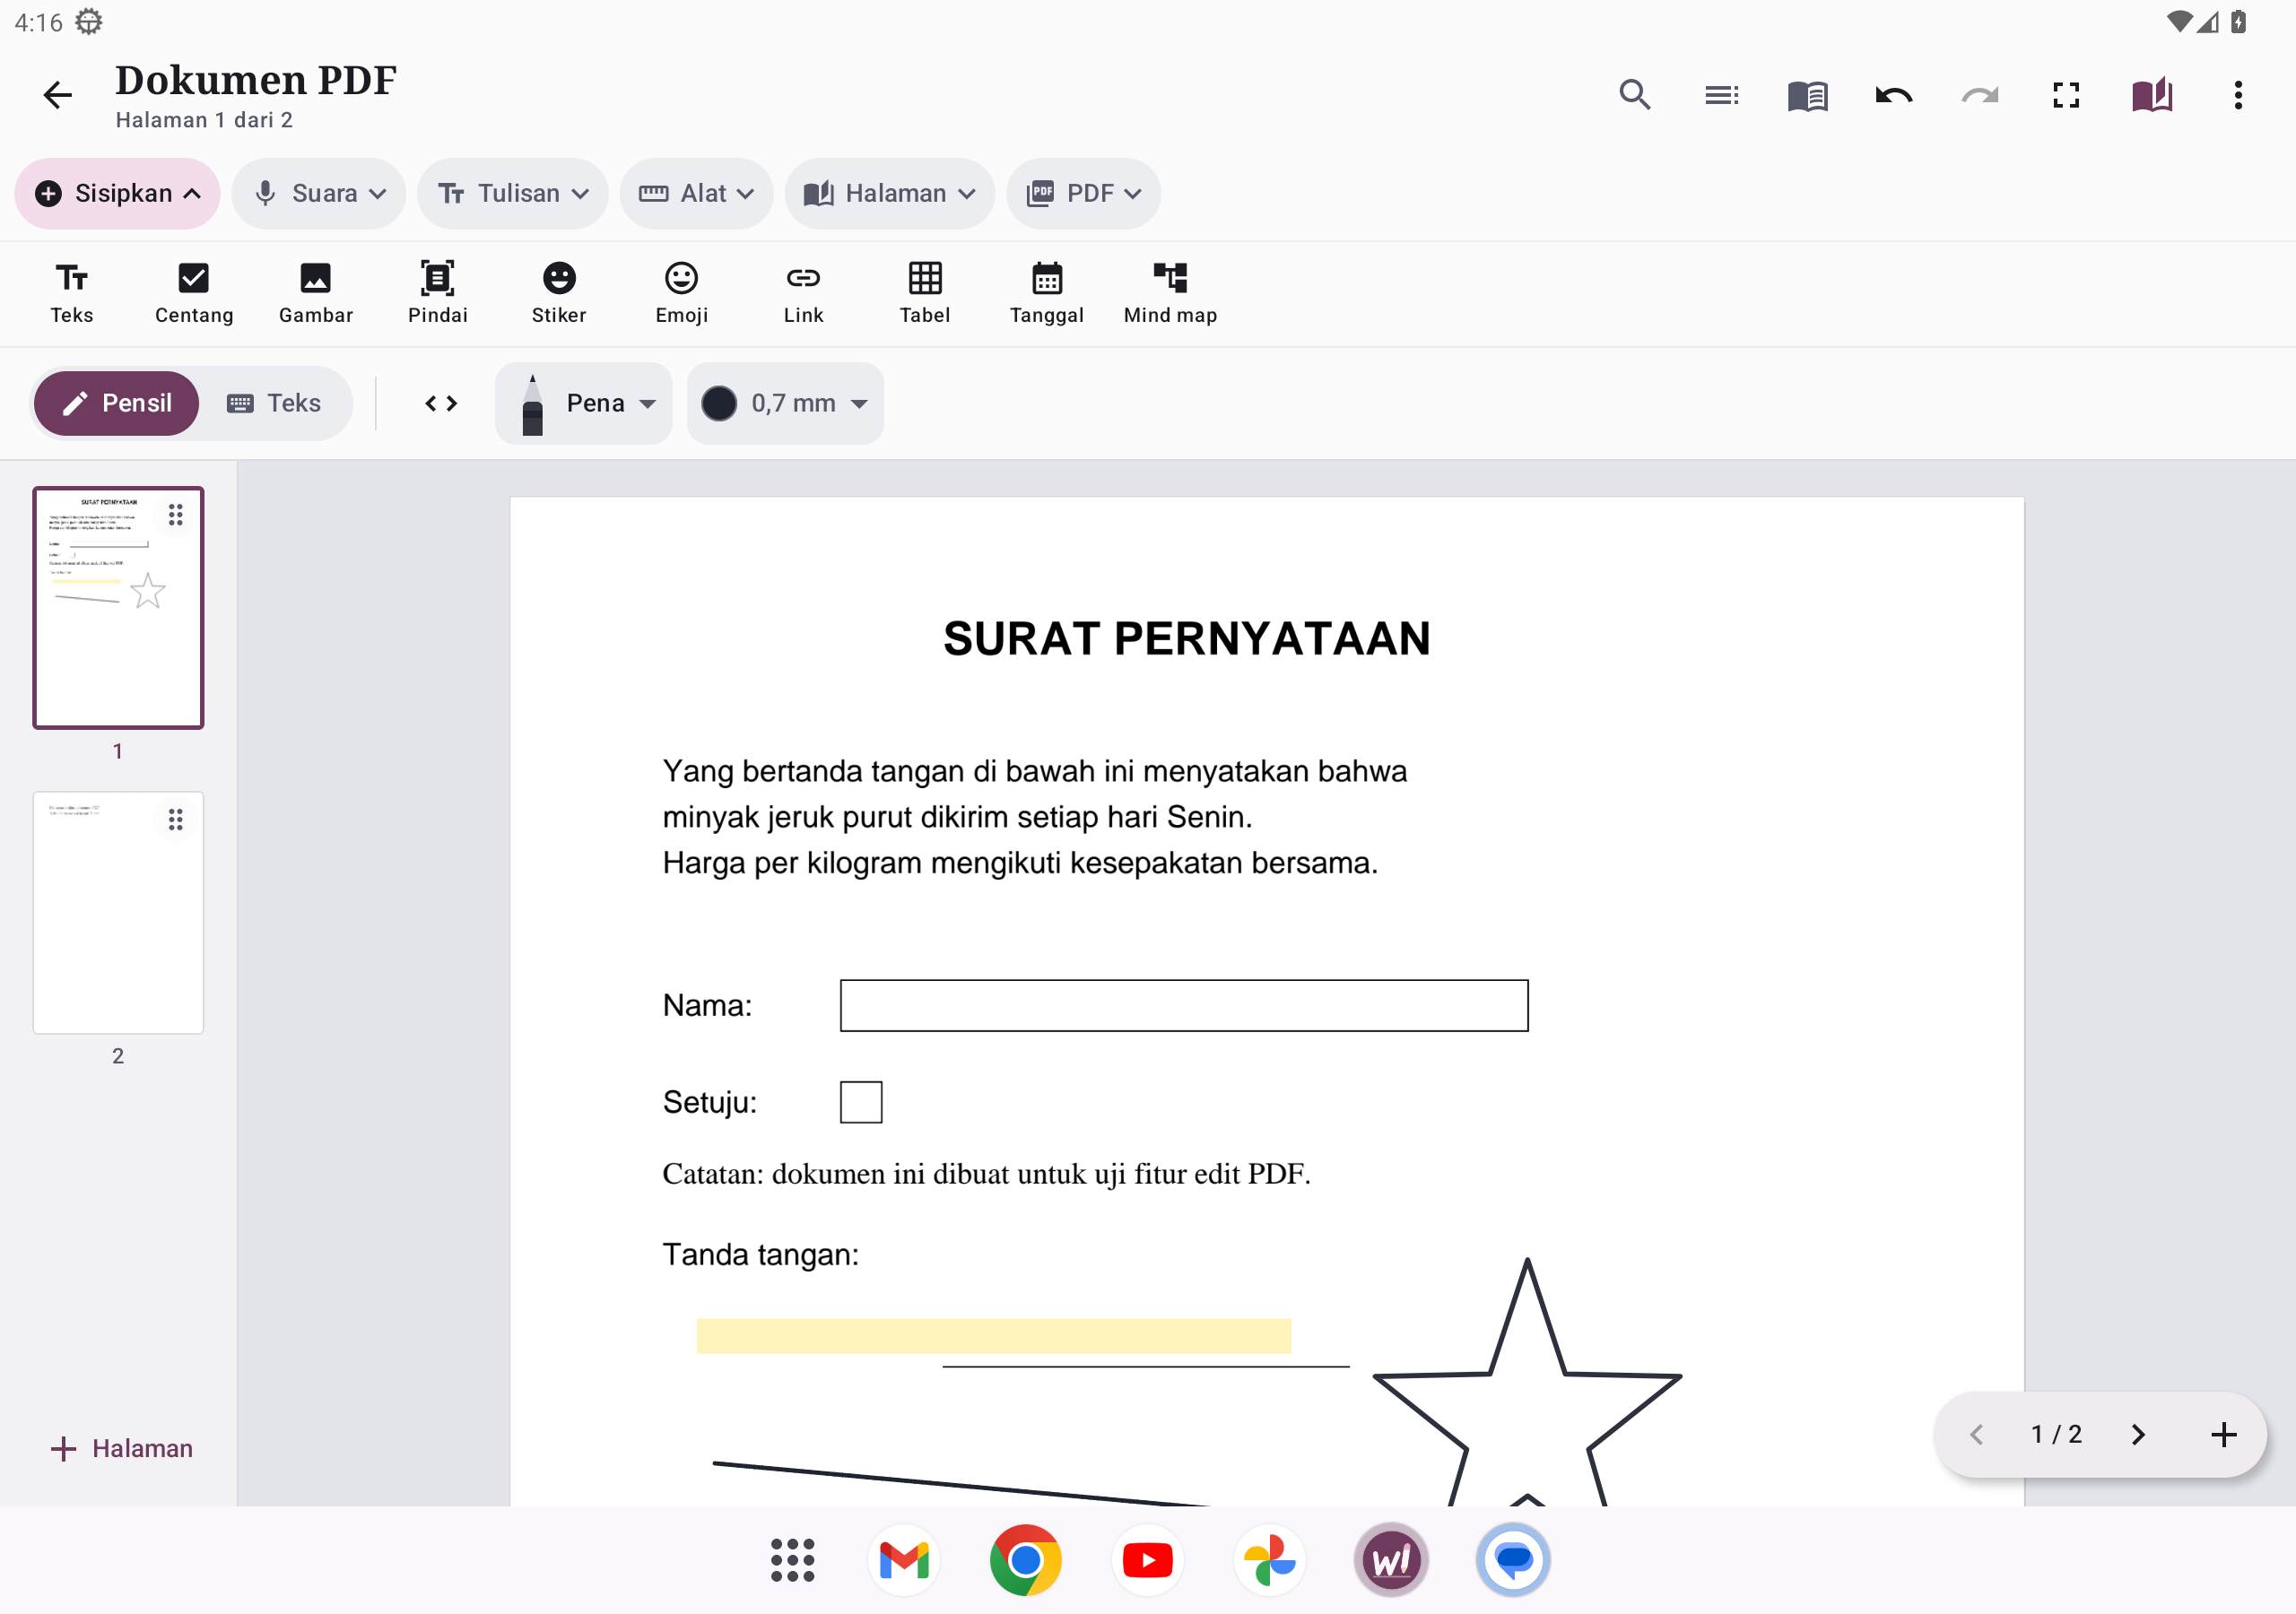 4:16
Dokumen PDF
Halaman 1 dari 2
Sisipkan
Suara
Tulisan
Alat
Halaman
PDF
PDF
Teks
Centang
Gambar
Pindai
Stiker
Emoji
Link
Tabel
Tanggal
Mind map
Pensil
Teks
Pena
0,7 mm
SURAT PERNYATAAN
1
2
+ Halaman
SURAT PERNYATAAN
Yang bertanda tangan di bawah ini menyatakan bahwa
minyak jeruk purut dikirim setiap hari Senin.
Harga per kilogram mengikuti kesepakatan bersama.
Nama:
Setuju:
Catatan: dokumen ini dibuat untuk uji fitur edit PDF.
Tanda tangan:
1 / 2